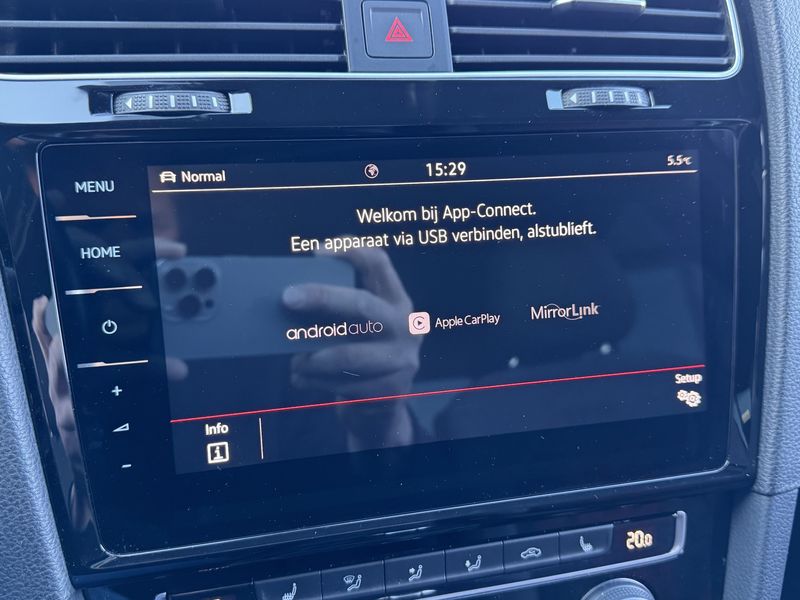 MENU
HOME
+
-
Normal
15:29
5.5°C
Welkom bij App-Connect.
Een apparaat via USB verbinden, alstublieft.
androidauto
Apple CarPlay
MirrorLink
Info
i
Setup
20.0